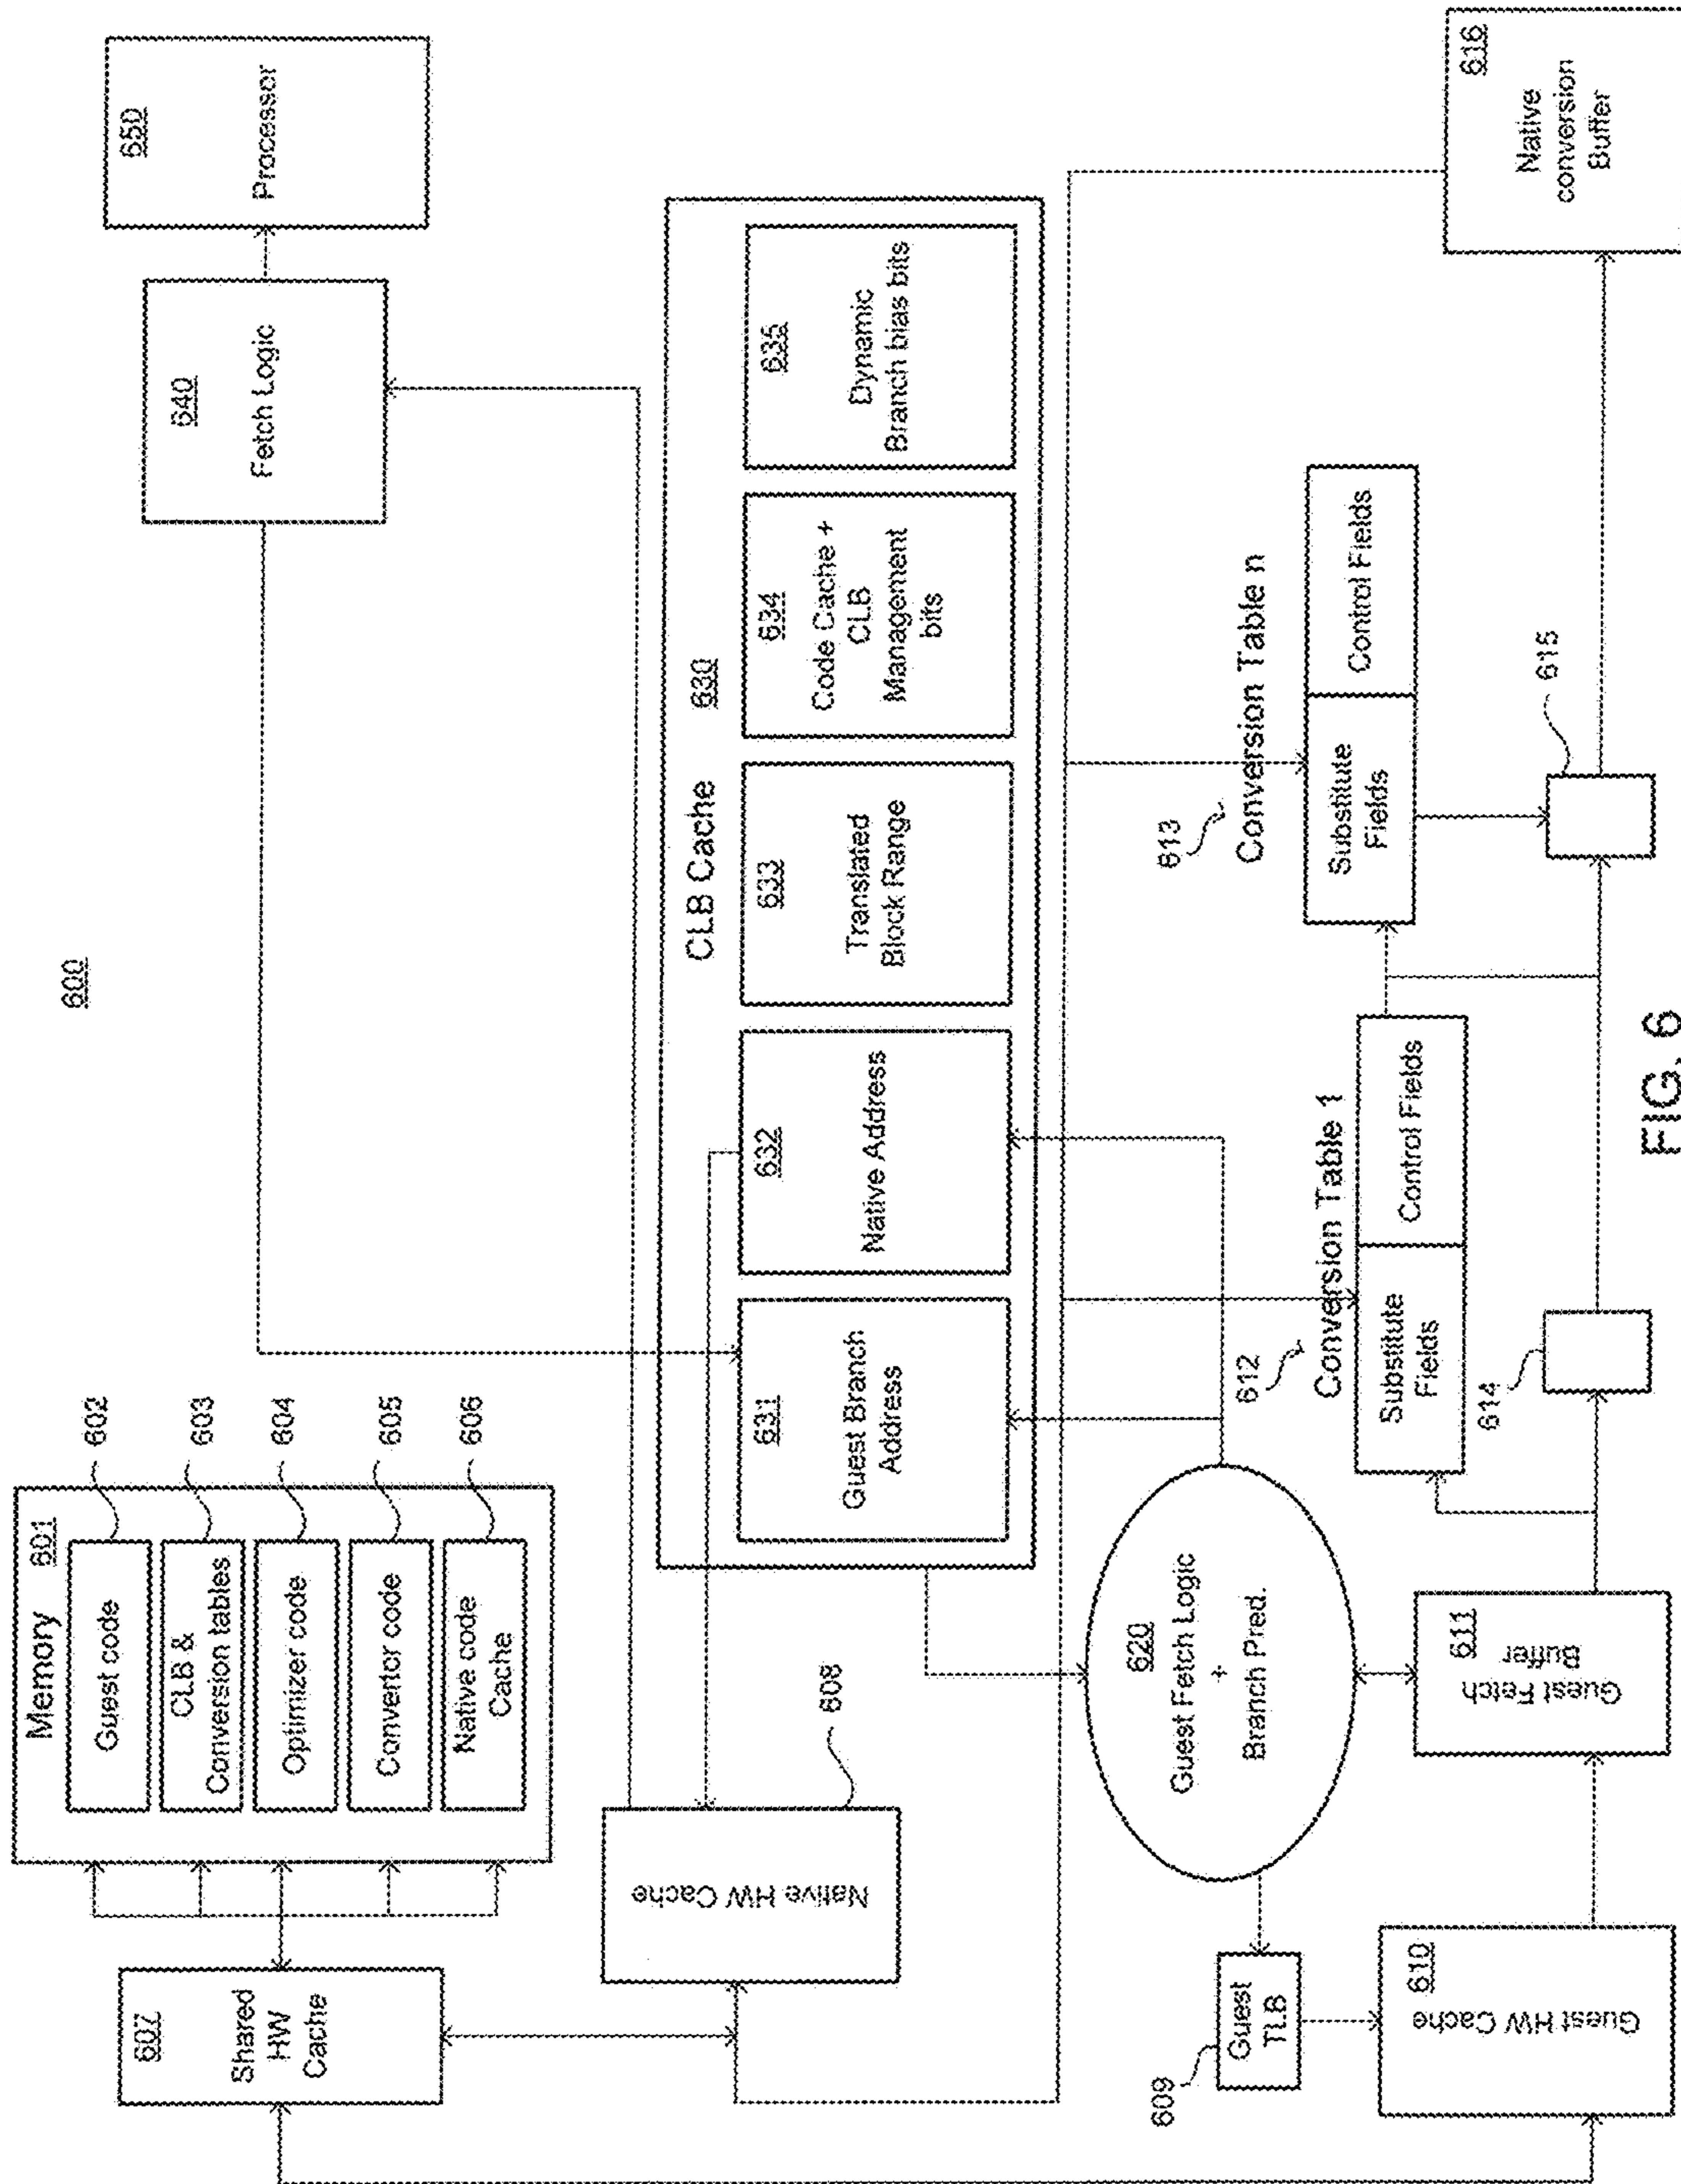 600
Memory
601
Guest code
602
CLB &
Conversion tables
603
Optimizer code
604
Convertor code
605
Native code
Cache
606
607
Shared
HW
Cache
640
Fetch Logic
650
Processor
Native HW Cache
608
CLB Cache
630
631
Guest Branch
Address
632
Native Address
633
Translated
Block Range
634
Code Cache +
CLB
Management
bits
635
Dynamic
Branch bias bits
620
Guest Fetch Logic
+
Branch Pred.
609
Guest
TLB
610
Guest HW Cache
611
Guest Fetch
Buffer
612
Conversion Table 1
Substitute
Fields
Control Fields
613
Conversion Table n
Substitute
Fields
Control Fields
614
615
616
Native
conversion
Buffer
FIG. 6